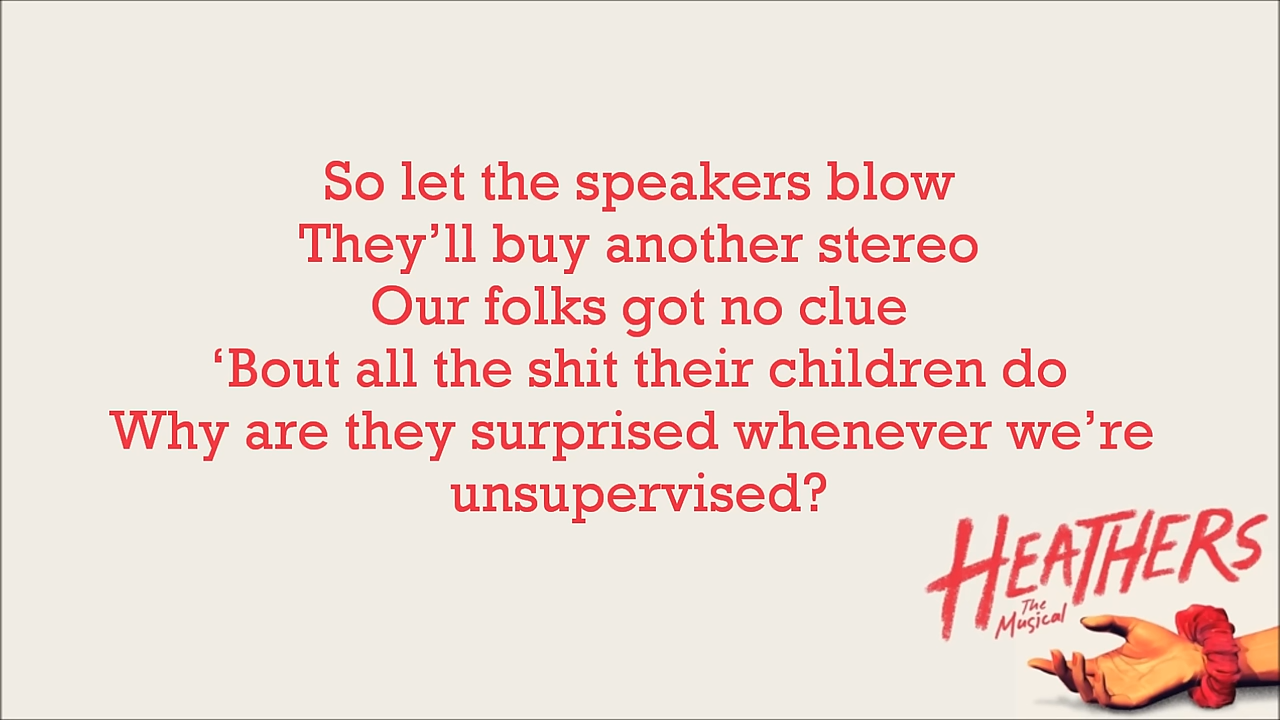 So let the speakers blow
They’ll buy another stereo
Our folks got no clue
‘Bout all the shit their children do
Why are they surprised whenever we’re
unsupervised?
HEATHERS
The
Musical